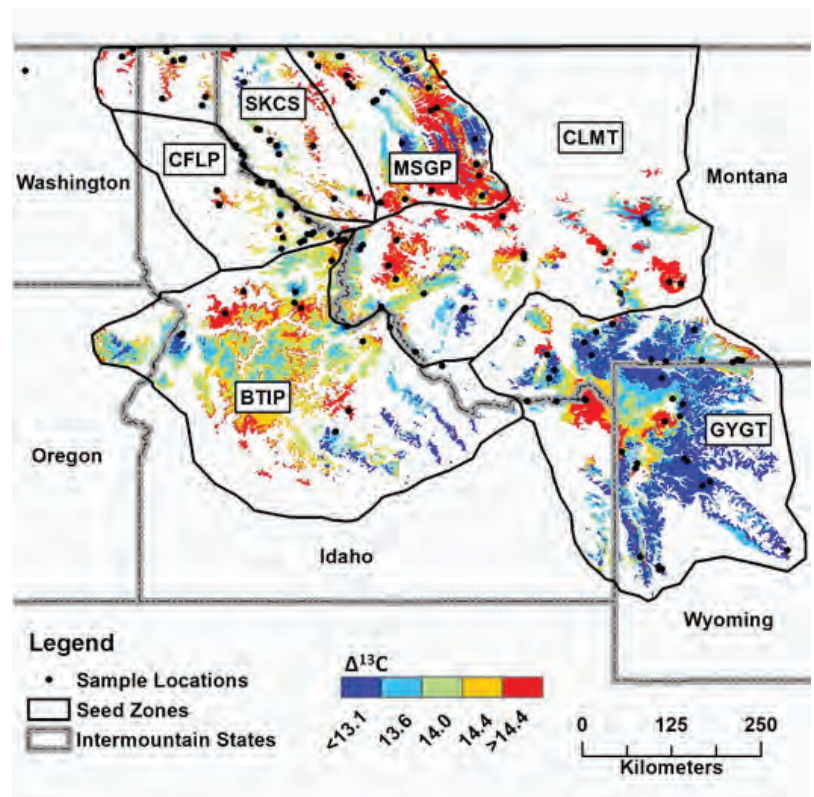 SKCS
CLMT
CFLP
MSGP
Washington
Montana
BTIP
GYGT
Oregon
Idaho
Wyoming
Legend
Sample Locations
Seed Zones
Intermountain States
Δ¹³C
<13.1
13.6
14.0
14.4
>14.4
0 125 250
Kilometers